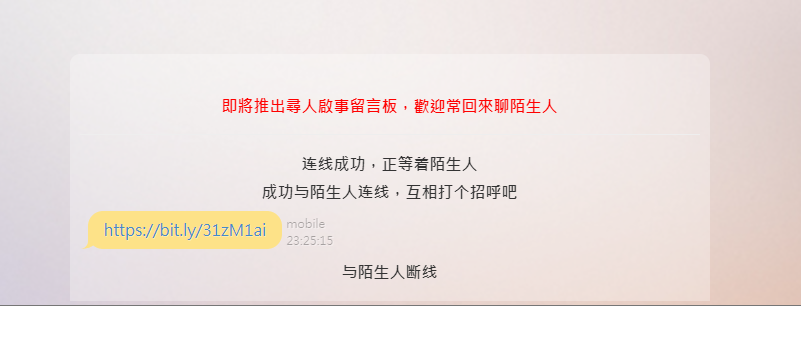 即將推出尋人啟事留言板，歡迎常回來聊陌生人
连线成功，正等着陌生人
成功与陌生人连线，互相打个招呼吧
https://bit.ly/31zM1ai
mobile
23:25:15
与陌生人断线